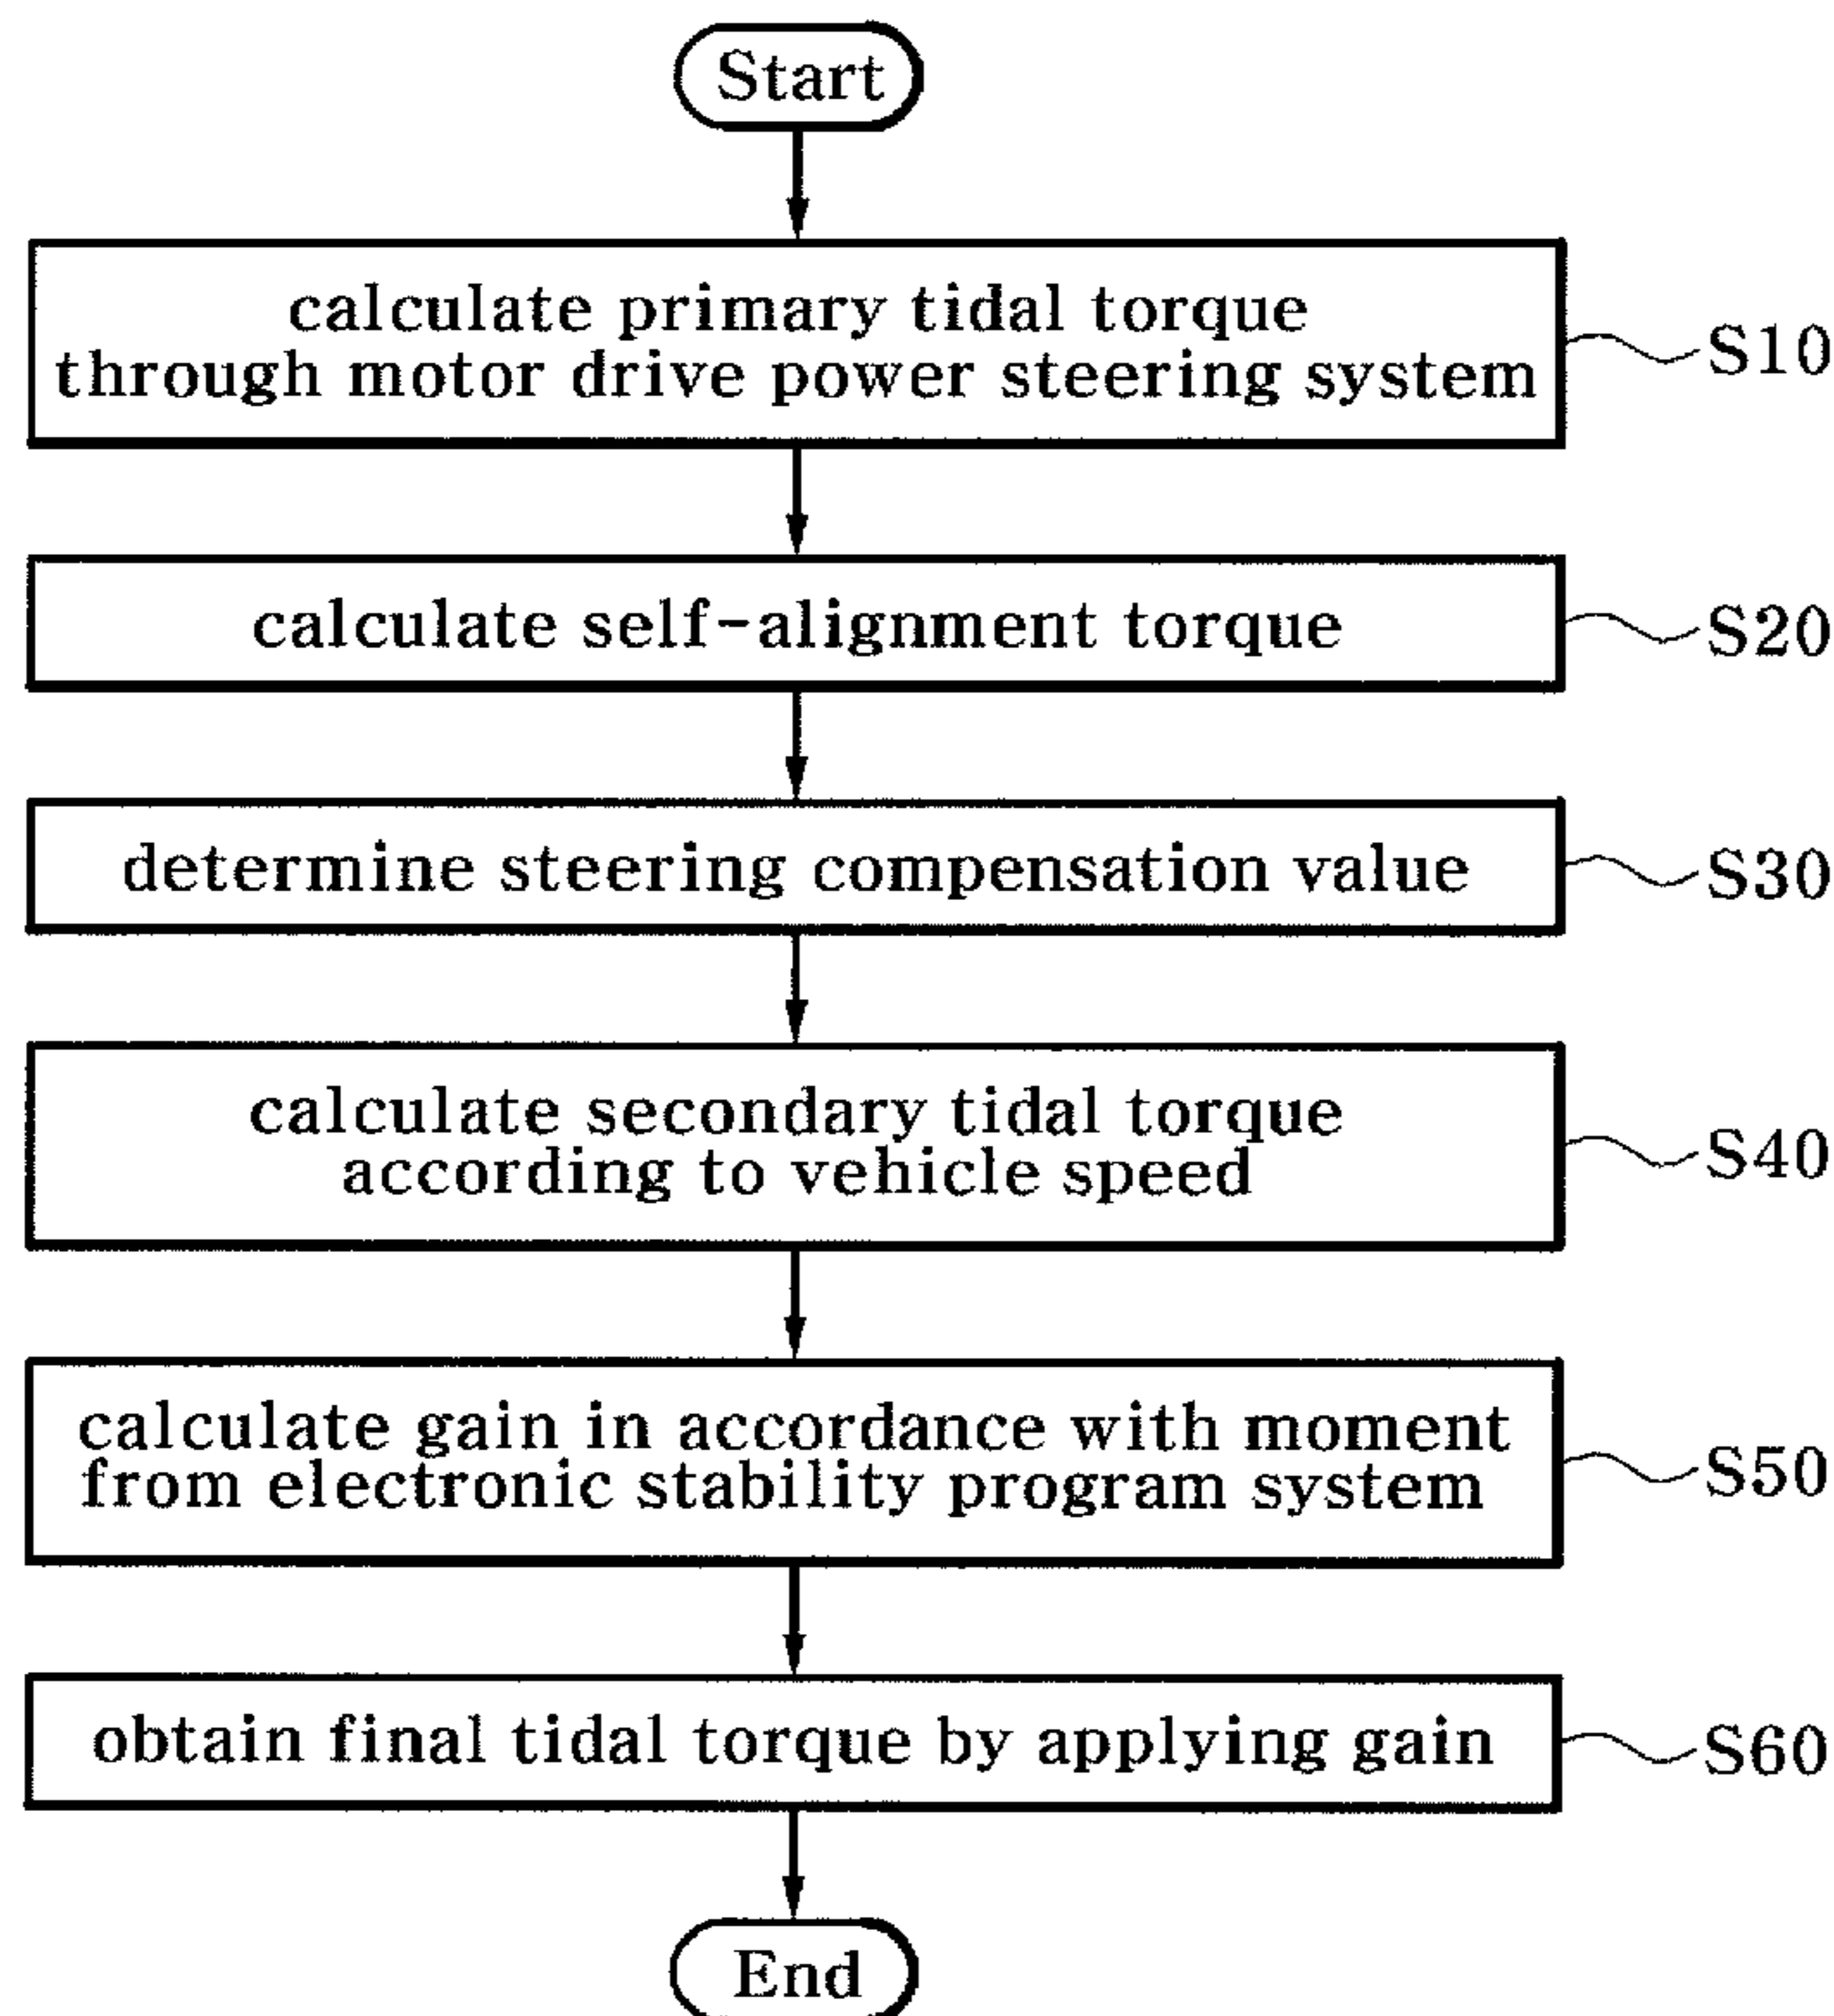 Start
calculate primary tidal torque
through motor drive power steering system
S10
calculate self-alignment torque
S20
determine steering compensation value
S30
calculate secondary tidal torque
according to vehicle speed
S40
calculate gain in accordance with moment
from electronic stability program system
S50
obtain final tidal torque by applying gain
S60
End